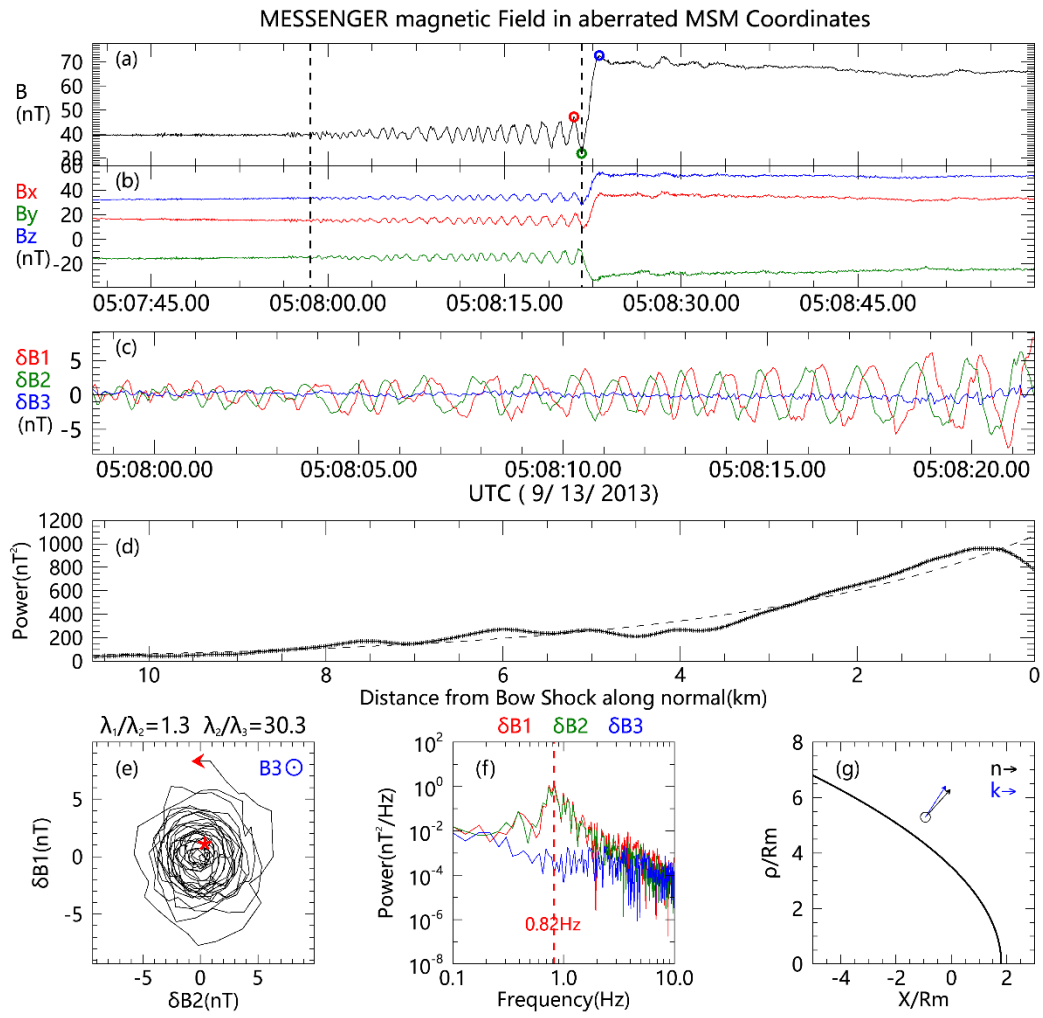 MESSENGER magnetic Field in aberrated MSM Coordinates
(a)
B
(nT)
70
60
50
40
30
(b)
Bx
By
Bz
(nT)
60
40
20
0
-20
05:07:45.00 05:08:00.00 05:08:15.00 05:08:30.00 05:08:45.00
(c)
δB1
δB2
δB3
(nT)
5
0
-5
05:08:00.00 05:08:05.00 05:08:10.00 05:08:15.00 05:08:20.00
UTC ( 9/ 13/ 2013)
(d)
Power(nT²)
1200
1000
800
600
400
200
0
10 8 6 4 2 0
Distance from Bow Shock along normal(km)
λ₁/λ₂=1.3 λ₂/λ₃=30.3
(e)
B3⊙
δB1(nT)
5
0
-5
-5 0 5
δB2(nT)
δB1 δB2 δB3
(f)
Power(nT²/Hz)
10²
10⁰
10⁻²
10⁻⁴
10⁻⁶
10⁻⁸
0.82Hz
0.1 1.0 10.0
Frequency(Hz)
(g)
n→
k→
ρ/Rm
8
6
4
2
0
-4 -2 0 2
X/Rm